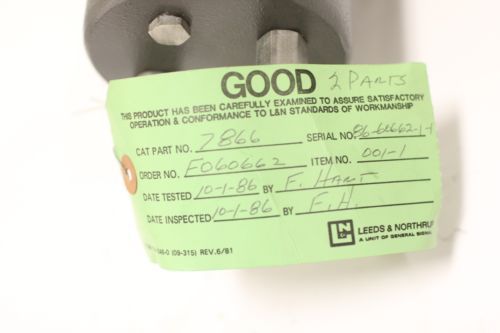 GOOD 2 PARTS
THIS PRODUCT HAS BEEN CAREFULLY EXAMINED TO ASSURE SATISFACTORY
OPERATION & CONFORMANCE TO L&N STANDARDS OF WORKMANSHIP
CAT PART NO. 7866 SERIAL NO. 86-60662-1-1
ORDER NO. E060662 ITEM NO. 001-1
DATE TESTED 10-1-86 BY F. HART
DATE INSPECTED 10-1-86 BY F.H.
LN LEEDS & NORTHRUP
A UNIT OF GENERAL SIGNAL
(09-315) REV.6/81